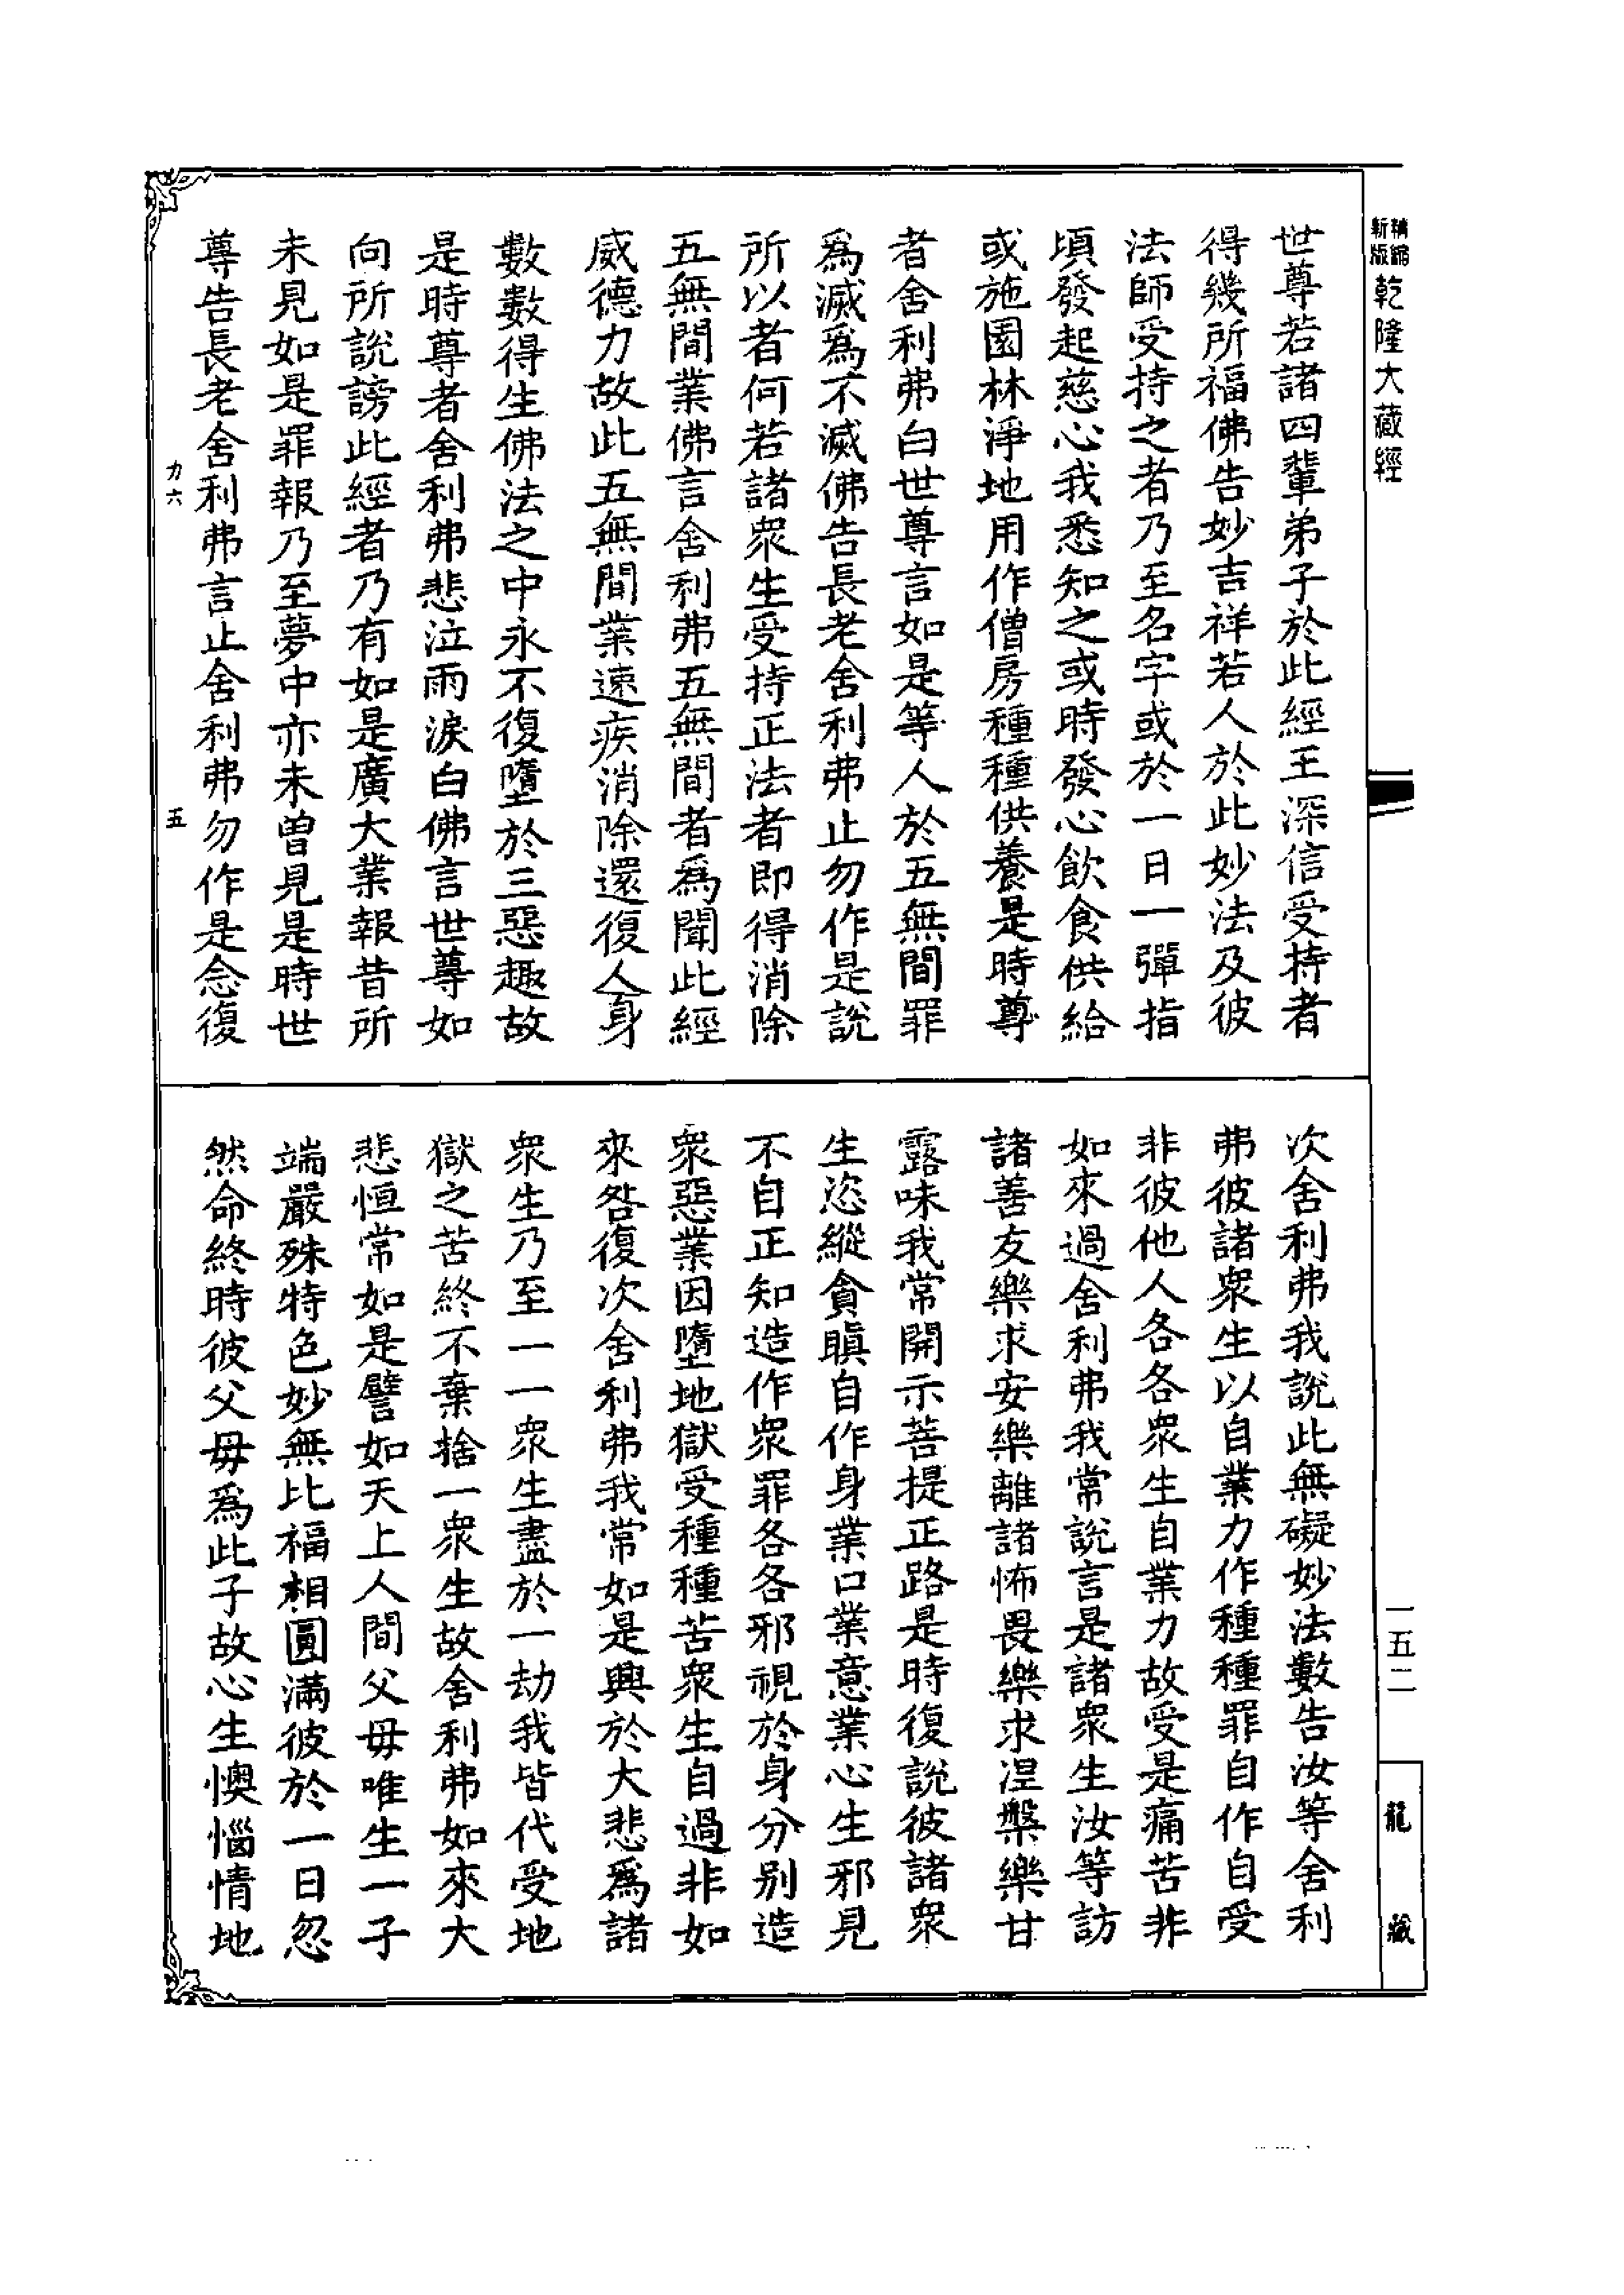 精縮
新版
乾隆大藏經
世尊若諸四輩弟子於此經王深信受持者
得幾所福佛告妙吉祥若人於此妙法及彼
法師受持之者乃至名字或於一日一彈指
頃發起慈心我悉知之或時發心飲食供給
或施園林淨地用作僧房種種供養是時尊
者舍利弗白世尊言如是等人於五無間罪
為滅為不滅佛告長老舍利弗止勿作是說
所以者何若諸眾生受持正法者即得消除
五無間業佛言舍利弗五無間者為聞此經
威德力故此五無間業速疾消除還復人身
數數得生佛法之中永不復墮於三惡趣故
是時尊者舍利弗悲泣雨淚白佛言世尊如
向所說謗此經者乃有如是廣大業報昔所
未見如是罪報乃至夢中亦未曾見是時世
尊告長老舍利弗言止舍利弗勿作是念復
力六
五
次舍利弗我說此無礙妙法數告汝等舍利
弗彼諸眾生以自業力作種種罪自作自受
非彼他人各各眾生自業力故受是痛苦非
如來過舍利弗我常說言是諸眾生汝等訪
諸善友樂求安樂離諸怖畏樂求涅槃樂甘
露味我常開示菩提正路是時復說彼諸眾
生恣縱貪瞋自作身業口業意業心生邪見
不自正知造作眾罪各各邪視於身分別造
眾惡業因墮地獄受種種苦眾生自過非如
來咎復次舍利弗我常如是興於大悲為諸
眾生乃至一一眾生盡於一劫我皆代受地
獄之苦終不棄捨一眾生故舍利弗如來大
悲恒常如是譬如天上人間父母唯生一子
端嚴殊特色妙無比福相圓滿彼於一日忽
然命終時彼父母為此子故心生懊惱情地
一五二
龍藏